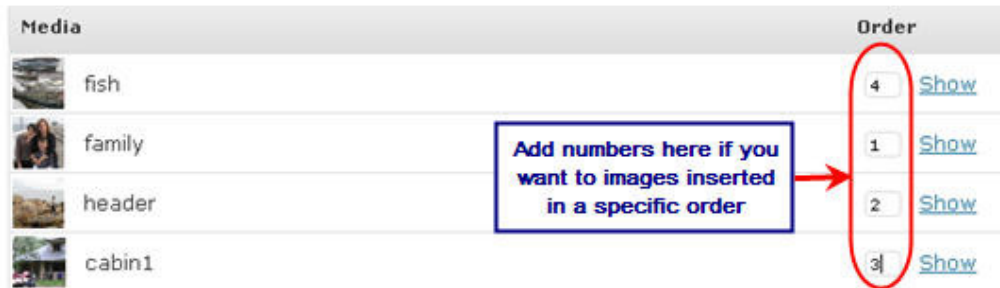 Media Order
fish 4 Show
family 1 Show
Add numbers here if you
want to images inserted
in a specific order
header 2 Show
cabin1 3 Show